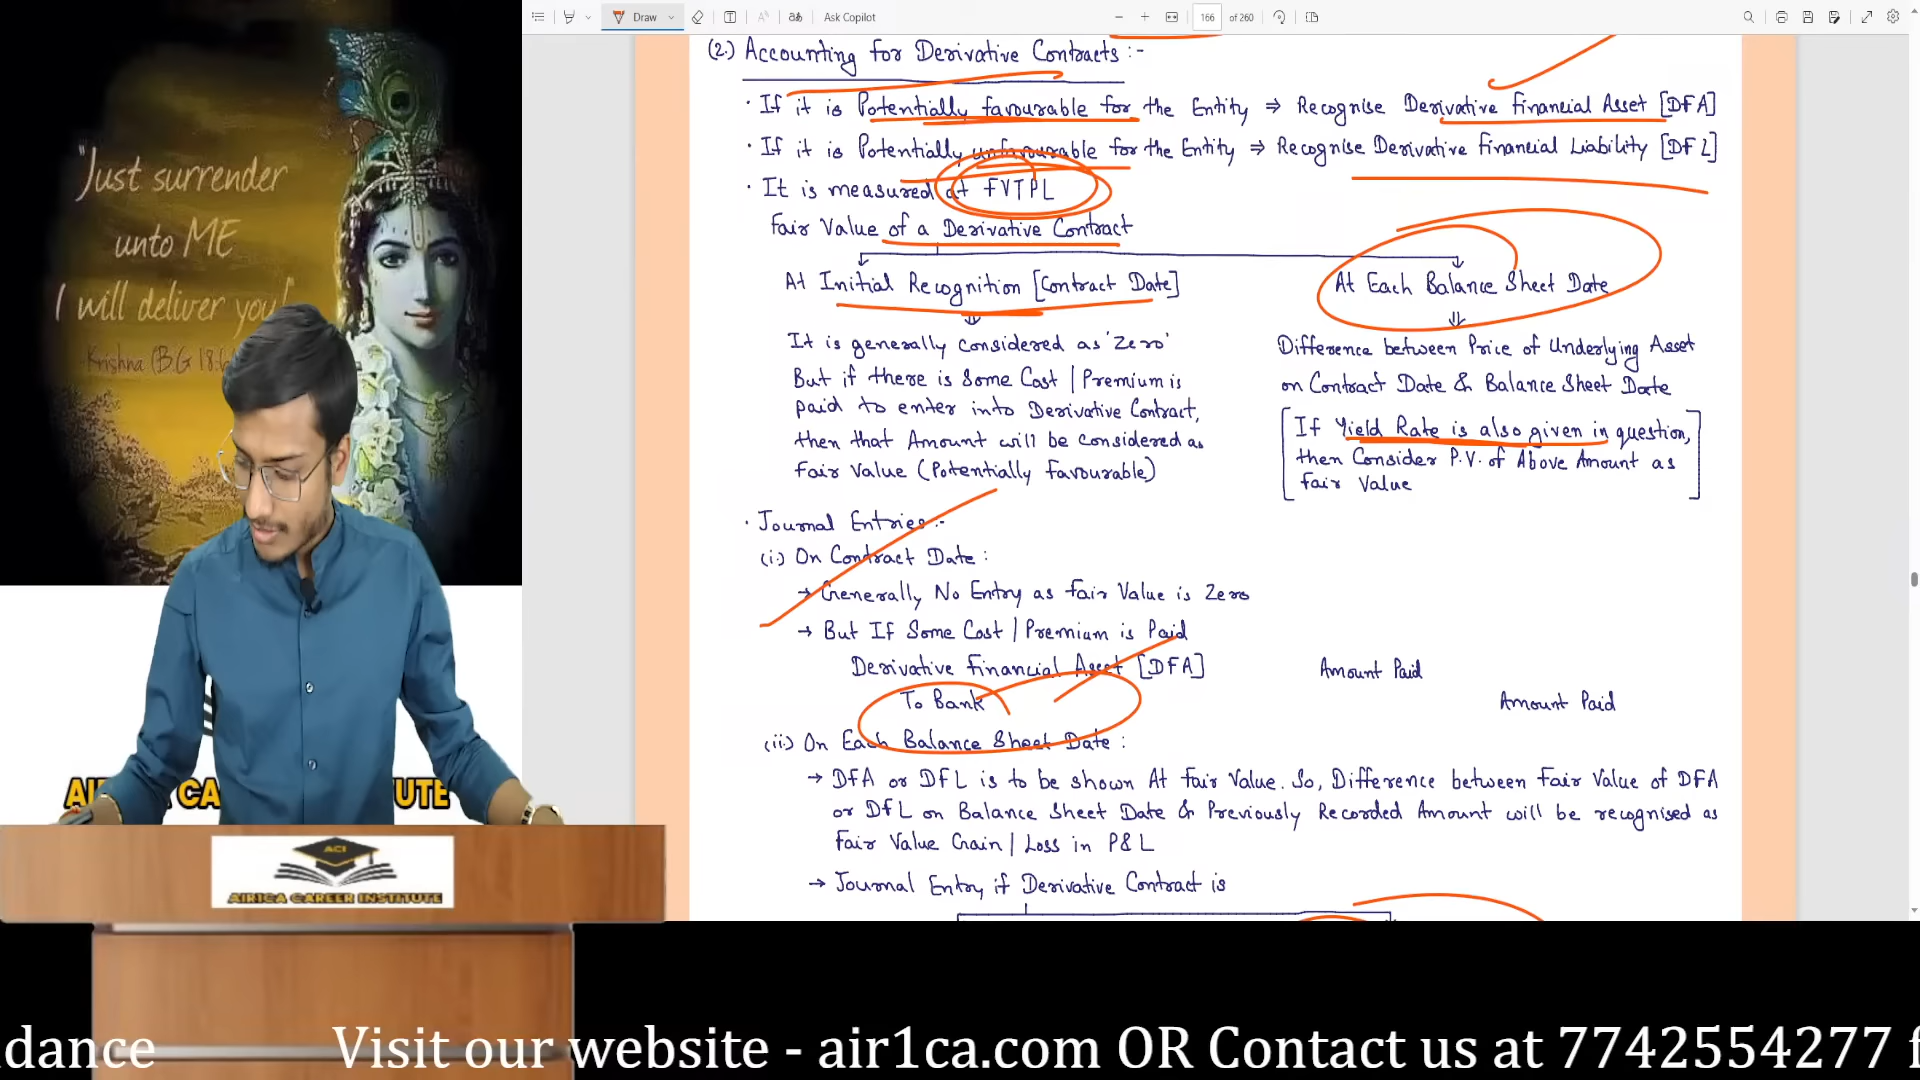 Draw
Ask Copilot
166
of 260
"Just surrender
unto ME
I will deliver you!
- Krishna (B.G 18:
(2.) Accounting for Derivative Contracts :-
· If it is Potentially favourable for the Entity ⇒ Recognise Derivative Financial Asset [DFA]
· If it is Potentially unfavourable for the Entity ⇒ Recognise Derivative Financial Liability [DFL]
· It is measured at FVTPL
Fair Value of a Derivative Contract
At Initial Recognition [Contract Date]
It is generally considered as 'Zero'
But if there is Some Cost | Premium is
paid to enter into Derivative Contract,
then that Amount will be considered as
Fair Value (Potentially favourable)
At Each Balance Sheet Date
Difference between Price of Underlying Asset
on Contract Date & Balance Sheet Date
[If Yield Rate is also given in question,
then Consider P.V. of Above Amount as
Fair Value]
· Journal Entries :-
(i.) On Contract Date :
→ Generally No Entry as Fair Value is Zero
→ But If Some Cost | Premium is Paid
Derivative Financial Asset [DFA] Amount Paid
To Bank Amount Paid
(ii.) On Each Balance Sheet Date :
→ DFA or DFL is to be shown At Fair Value. So, Difference between Fair Value of DFA
or DFL on Balance Sheet Date & Previously Recorded Amount will be recognised as
Fair Value Gain | Loss in P&L
→ Journal Entry if Derivative Contract is
CA
UTE
ACI
AIR1CA CAREER INSTITUTE
dance Visit our website - air1ca.com OR Contact us at 7742554277 f